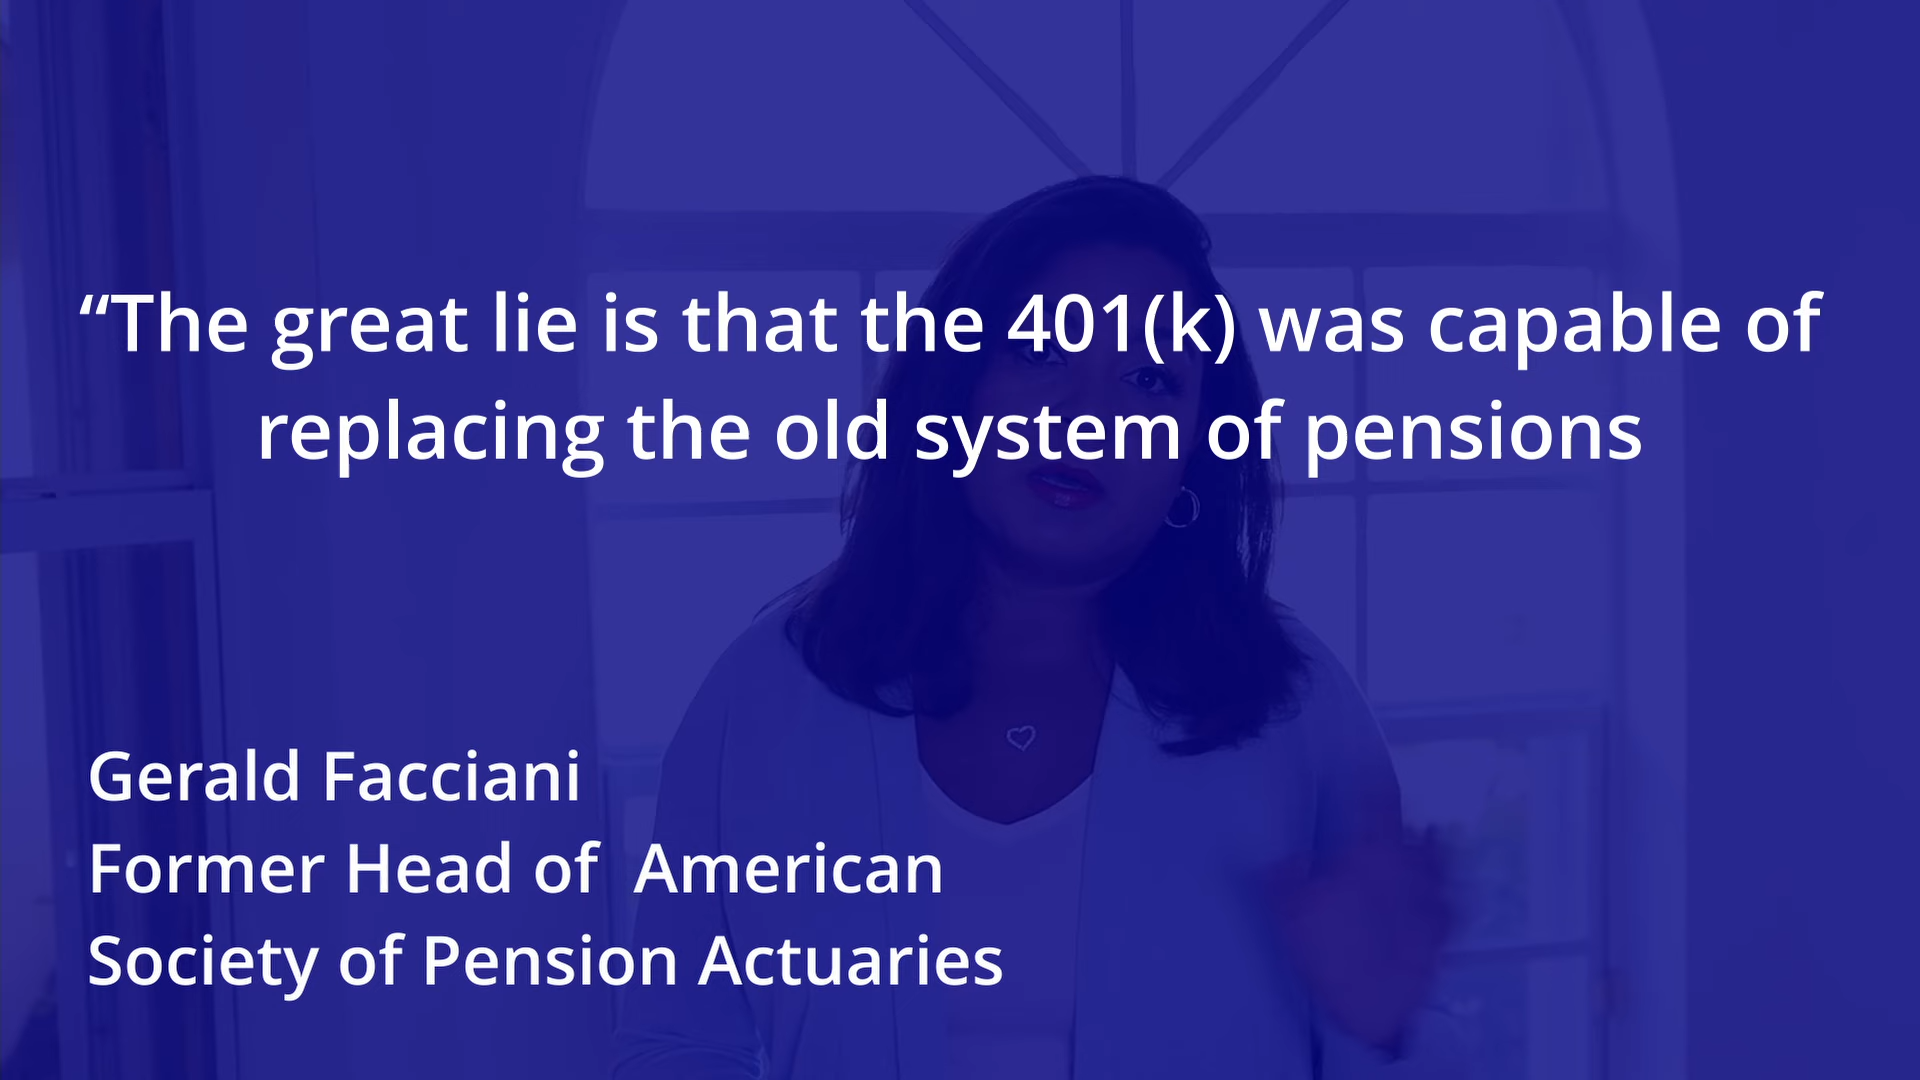 “The great lie is that the 401(k) was capable of
replacing the old system of pensions
Gerald Facciani
Former Head of  American
Society of Pension Actuaries